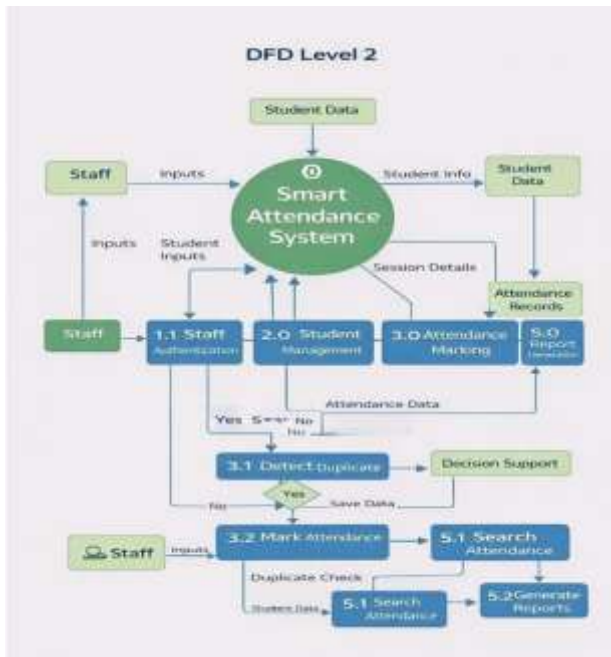 DFD Level 2
Student Data
Staff
Inputs
Smart
Attendance
System
Student Info
Student
Data
Inputs
Student
Inputs
Session Details
Attendance
Records
Staff
1.1 Staff
Authentication
2.0 Student
Management
3.0 Attendance
Marking
5.0
Report
Attendance Data
Yes
No
No
3.1 Detect Duplicate
Decision Support
Yes
No
Save Data
Staff
Inputs
3.2 Mark Attendance
5.1 Search
Attendance
Duplicate Check
Student Data
5.1 Search
Attendance
5.2 Generate
Reports